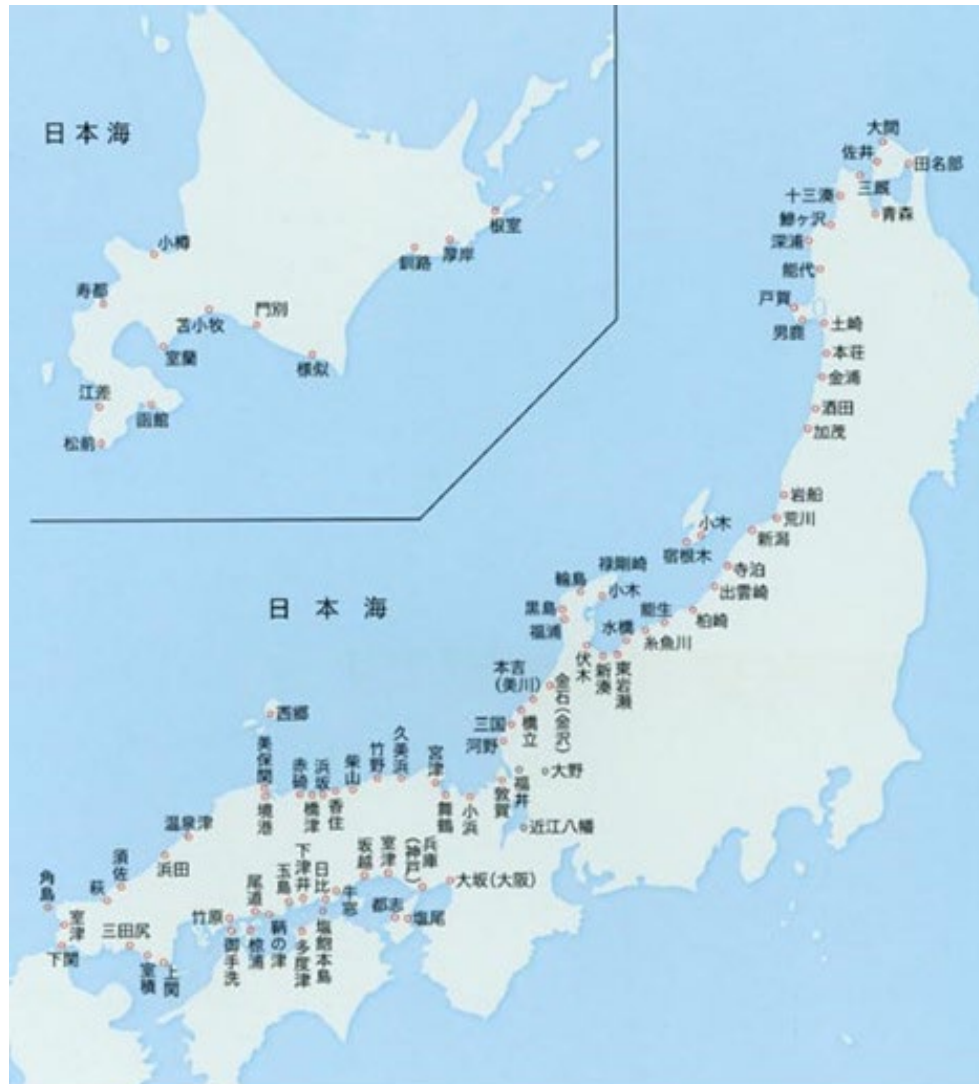 日本海
小樽
寿都
苫小牧
門別
室蘭
様似
江差
函館
松前
釧路
厚岸
根室
大間
佐井
田名部
三厩
十三湊
青森
鰺ヶ沢
深浦
能代
戸賀
男鹿
土崎
本荘
金浦
酒田
加茂
岩船
荒川
新潟
小木
宿根木
寺泊
出雲崎
柏崎
能生
糸魚川
水橋
東岩瀬
新湊
伏木
禄剛崎
輪島
小木
黒島
福浦
日本海
本吉
(美川)
金石(金沢)
橋立
三国
河野
福井
大野
敦賀
近江八幡
小浜
舞鶴
宮津
久美浜
竹野
柴山
香住
浜坂
橋津
赤碕
境港
美保関
西郷
温泉津
浜田
須佐
萩
角島
室津
下関
三田尻
室積
上関
竹原
御手洗
尾道
椋浦
鞆の津
玉島
下津井
多度津
日比
塩飽本島
牛窓
坂越
室津
兵庫
(神戸)
大坂(大阪)
都志
塩尾